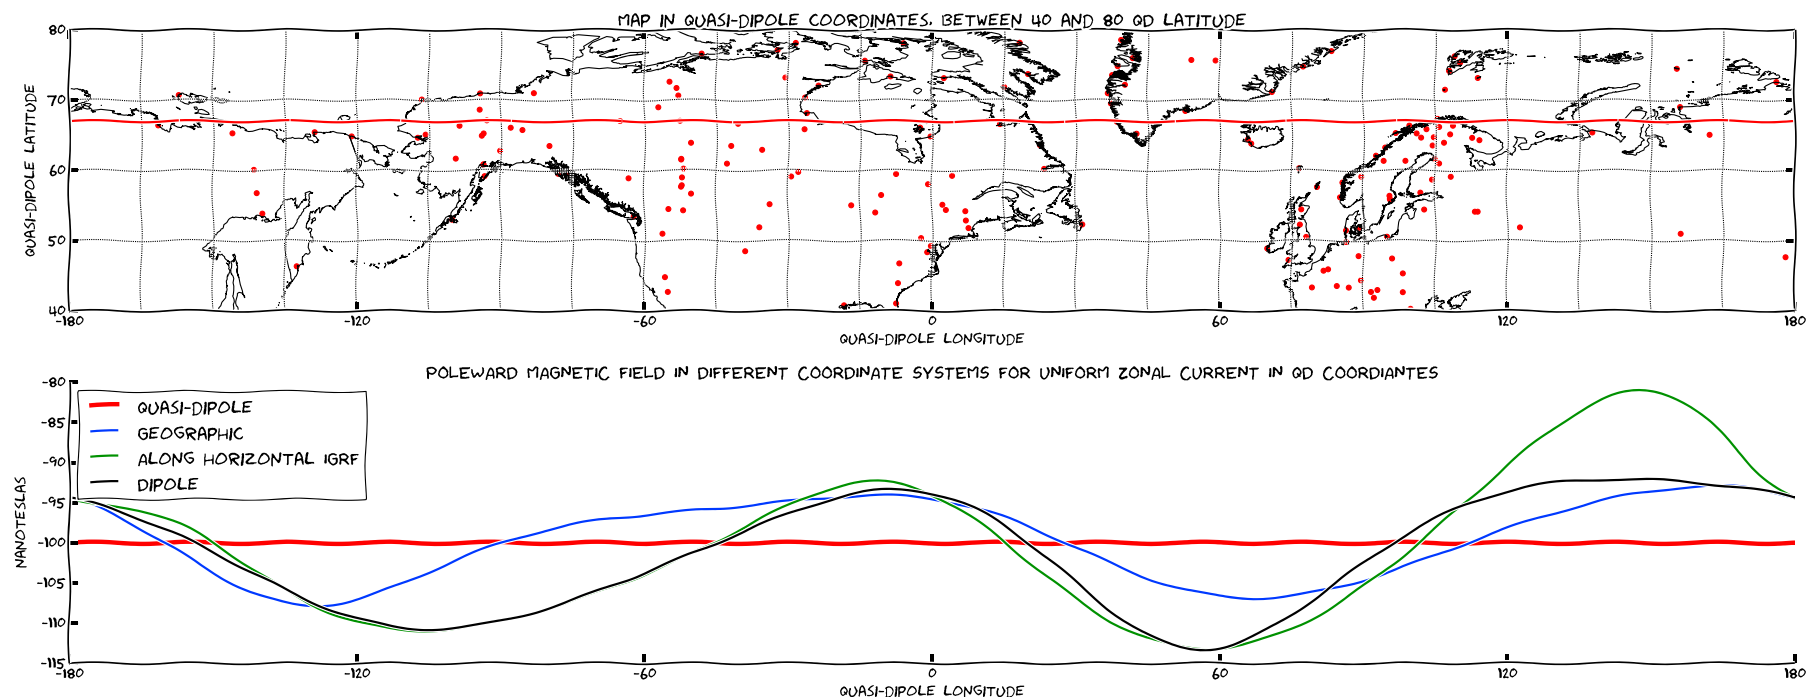 MAP IN QUASI-DIPOLE COORDINATES. BETWEEN 40 AND 80 QD LATITUDE
QUASI-DIPOLE LATITUDE
80
70
60
50
40
-180 -120 -60 0 60 120 180
QUASI-DIPOLE LONGITUDE
POLEWARD MAGNETIC FIELD IN DIFFERENT COORDINATE SYSTEMS FOR UNIFORM ZONAL CURRENT IN QD COORDIANTES
NANOTESLAS
-80
-85
-90
-95
-100
-105
-110
-115
QUASI-DIPOLE
GEOGRAPHIC
ALONG HORIZONTAL IGRF
DIPOLE
-180 -120 -60 0 60 120 180
QUASI-DIPOLE LONGITUDE